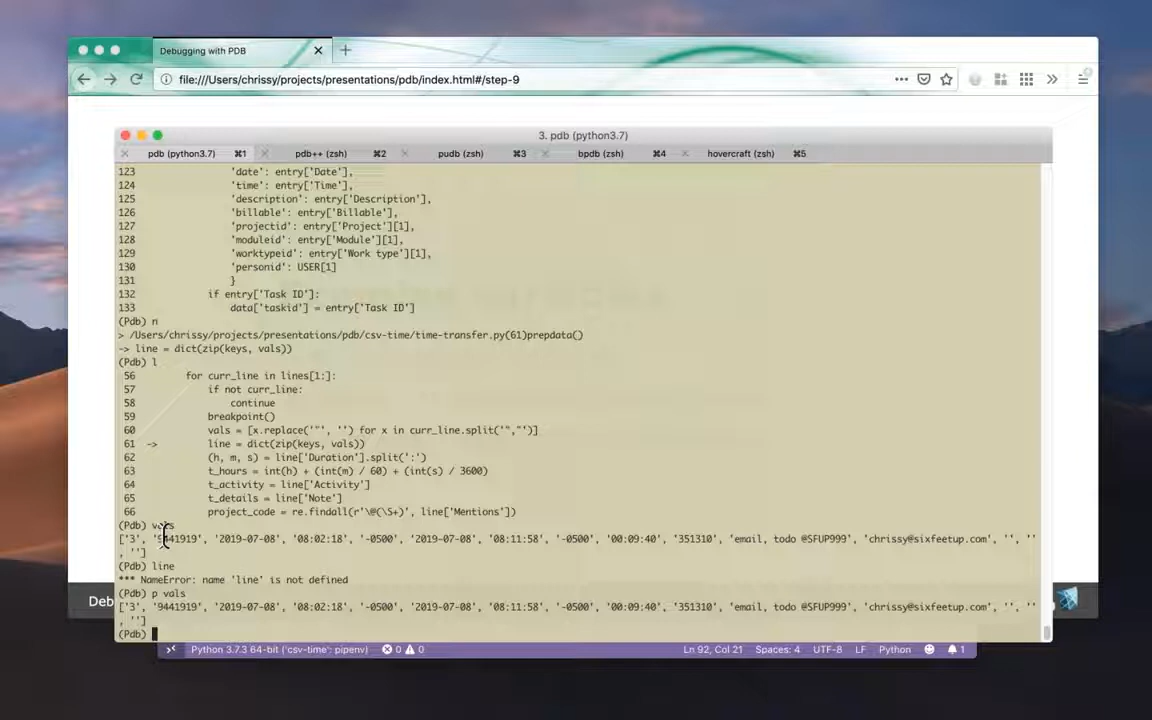 Debugging with PDB
file:///Users/chrissy/projects/presentations/pdb/index.html#/step-9
3. pdb (python3.7)
pdb (python3.7) ⌘1 pdb++ (zsh) ⌘2 pudb (zsh) ⌘3 bpdb (zsh) ⌘4 hovercraft (zsh) ⌘5
123 'date': entry['Date'],
124 'time': entry['Time'],
125 'description': entry['Description'],
126 'billable': entry['Billable'],
127 'projectid': entry['Project'][1],
128 'moduleid': entry['Module'][1],
129 'worktypeid': entry['Work type'][1],
130 'personid': USER[1]
131 }
132 if entry['Task ID']:
133 data['taskid'] = entry['Task ID']
(Pdb) n
> /Users/chrissy/projects/presentations/pdb/csv-time/time-transfer.py(61)prepdata()
-> line = dict(zip(keys, vals))
(Pdb) l
56 for curr_line in lines[1:]:
57 if not curr_line:
58 continue
59 breakpoint()
60 vals = [x.replace('"', '') for x in curr_line.split('","')]
61 -> line = dict(zip(keys, vals))
62 (h, m, s) = line['Duration'].split(':')
63 t_hours = int(h) + (int(m) / 60) + (int(s) / 3600)
64 t_activity = line['Activity']
65 t_details = line['Note']
66 project_code = re.findall(r'\@(\S+)', line['Mentions'])
(Pdb) vals
['3', '9441919', '2019-07-08', '08:02:18', '-0500', '2019-07-08', '08:11:58', '-0500', '00:09:40', '351310', 'email, todo @SFUP999', 'chrissy@sixfeetup.com', '', ''
, '']
(Pdb) line
*** NameError: name 'line' is not defined
(Pdb) p vals
['3', '9441919', '2019-07-08', '08:02:18', '-0500', '2019-07-08', '08:11:58', '-0500', '00:09:40', '351310', 'email, todo @SFUP999', 'chrissy@sixfeetup.com', '', ''
, '']
(Pdb)
Deb
Python 3.7.3 64-bit ('csv-time': pipenv) 0 0 Ln 92, Col 21 Spaces: 4 UTF-8 LF Python 1